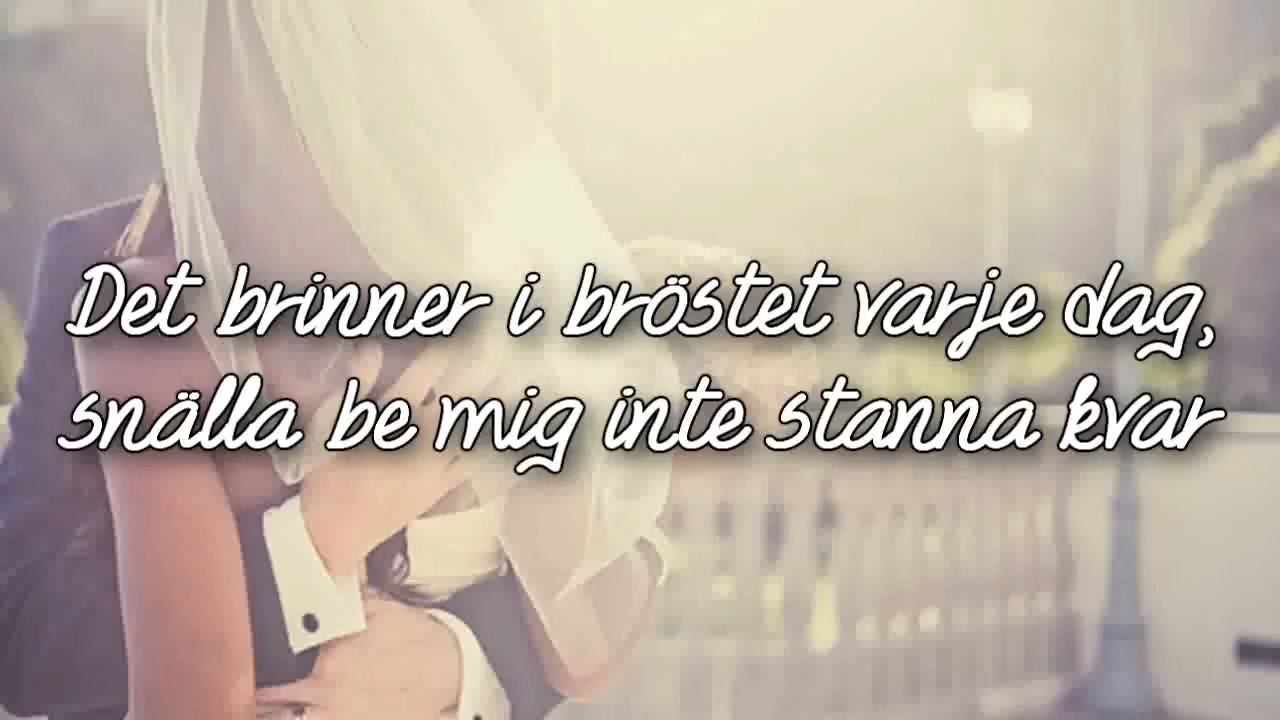 Det brinner i bröstet varje dag,
snälla be mig inte stanna kvar